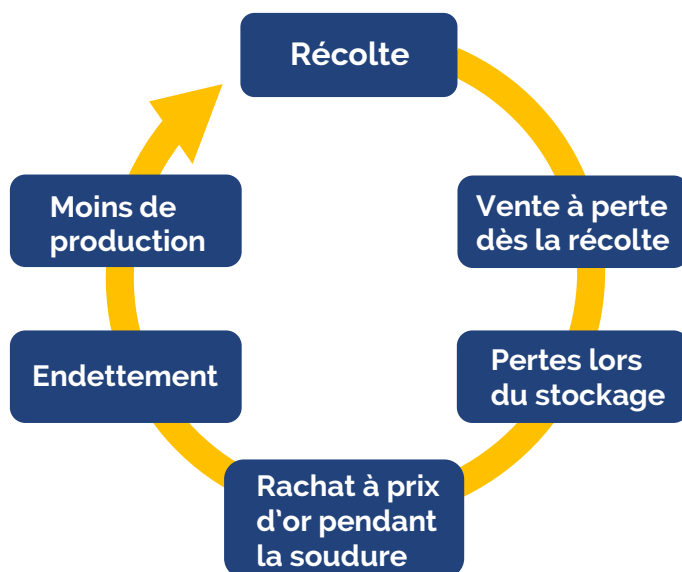 Récolte
Vente à perte
dès la récolte
Pertes lors
du stockage
Rachat à prix
d'or pendant
la soudure
Endettement
Moins de
production